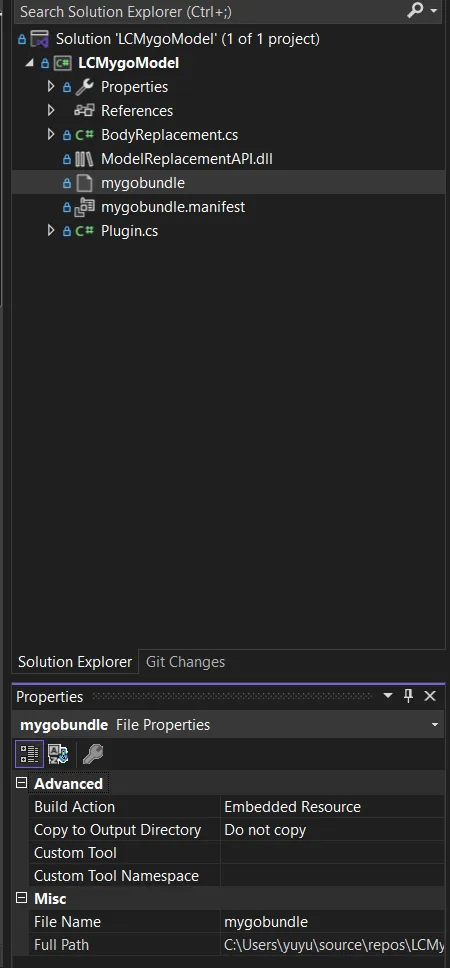 Search Solution Explorer (Ctrl+;)
Solution 'LCMygoModel' (1 of 1 project)
C# LCMygoModel
Properties
References
C# BodyReplacement.cs
ModelReplacementAPI.dll
mygobundle
mygobundle.manifest
C# Plugin.cs
Solution Explorer Git Changes
Properties
mygobundle File Properties
Advanced
Build Action Embedded Resource
Copy to Output Directory Do not copy
Custom Tool
Custom Tool Namespace
Misc
File Name mygobundle
Full Path C:\Users\yuyu\source\repos\LCMy